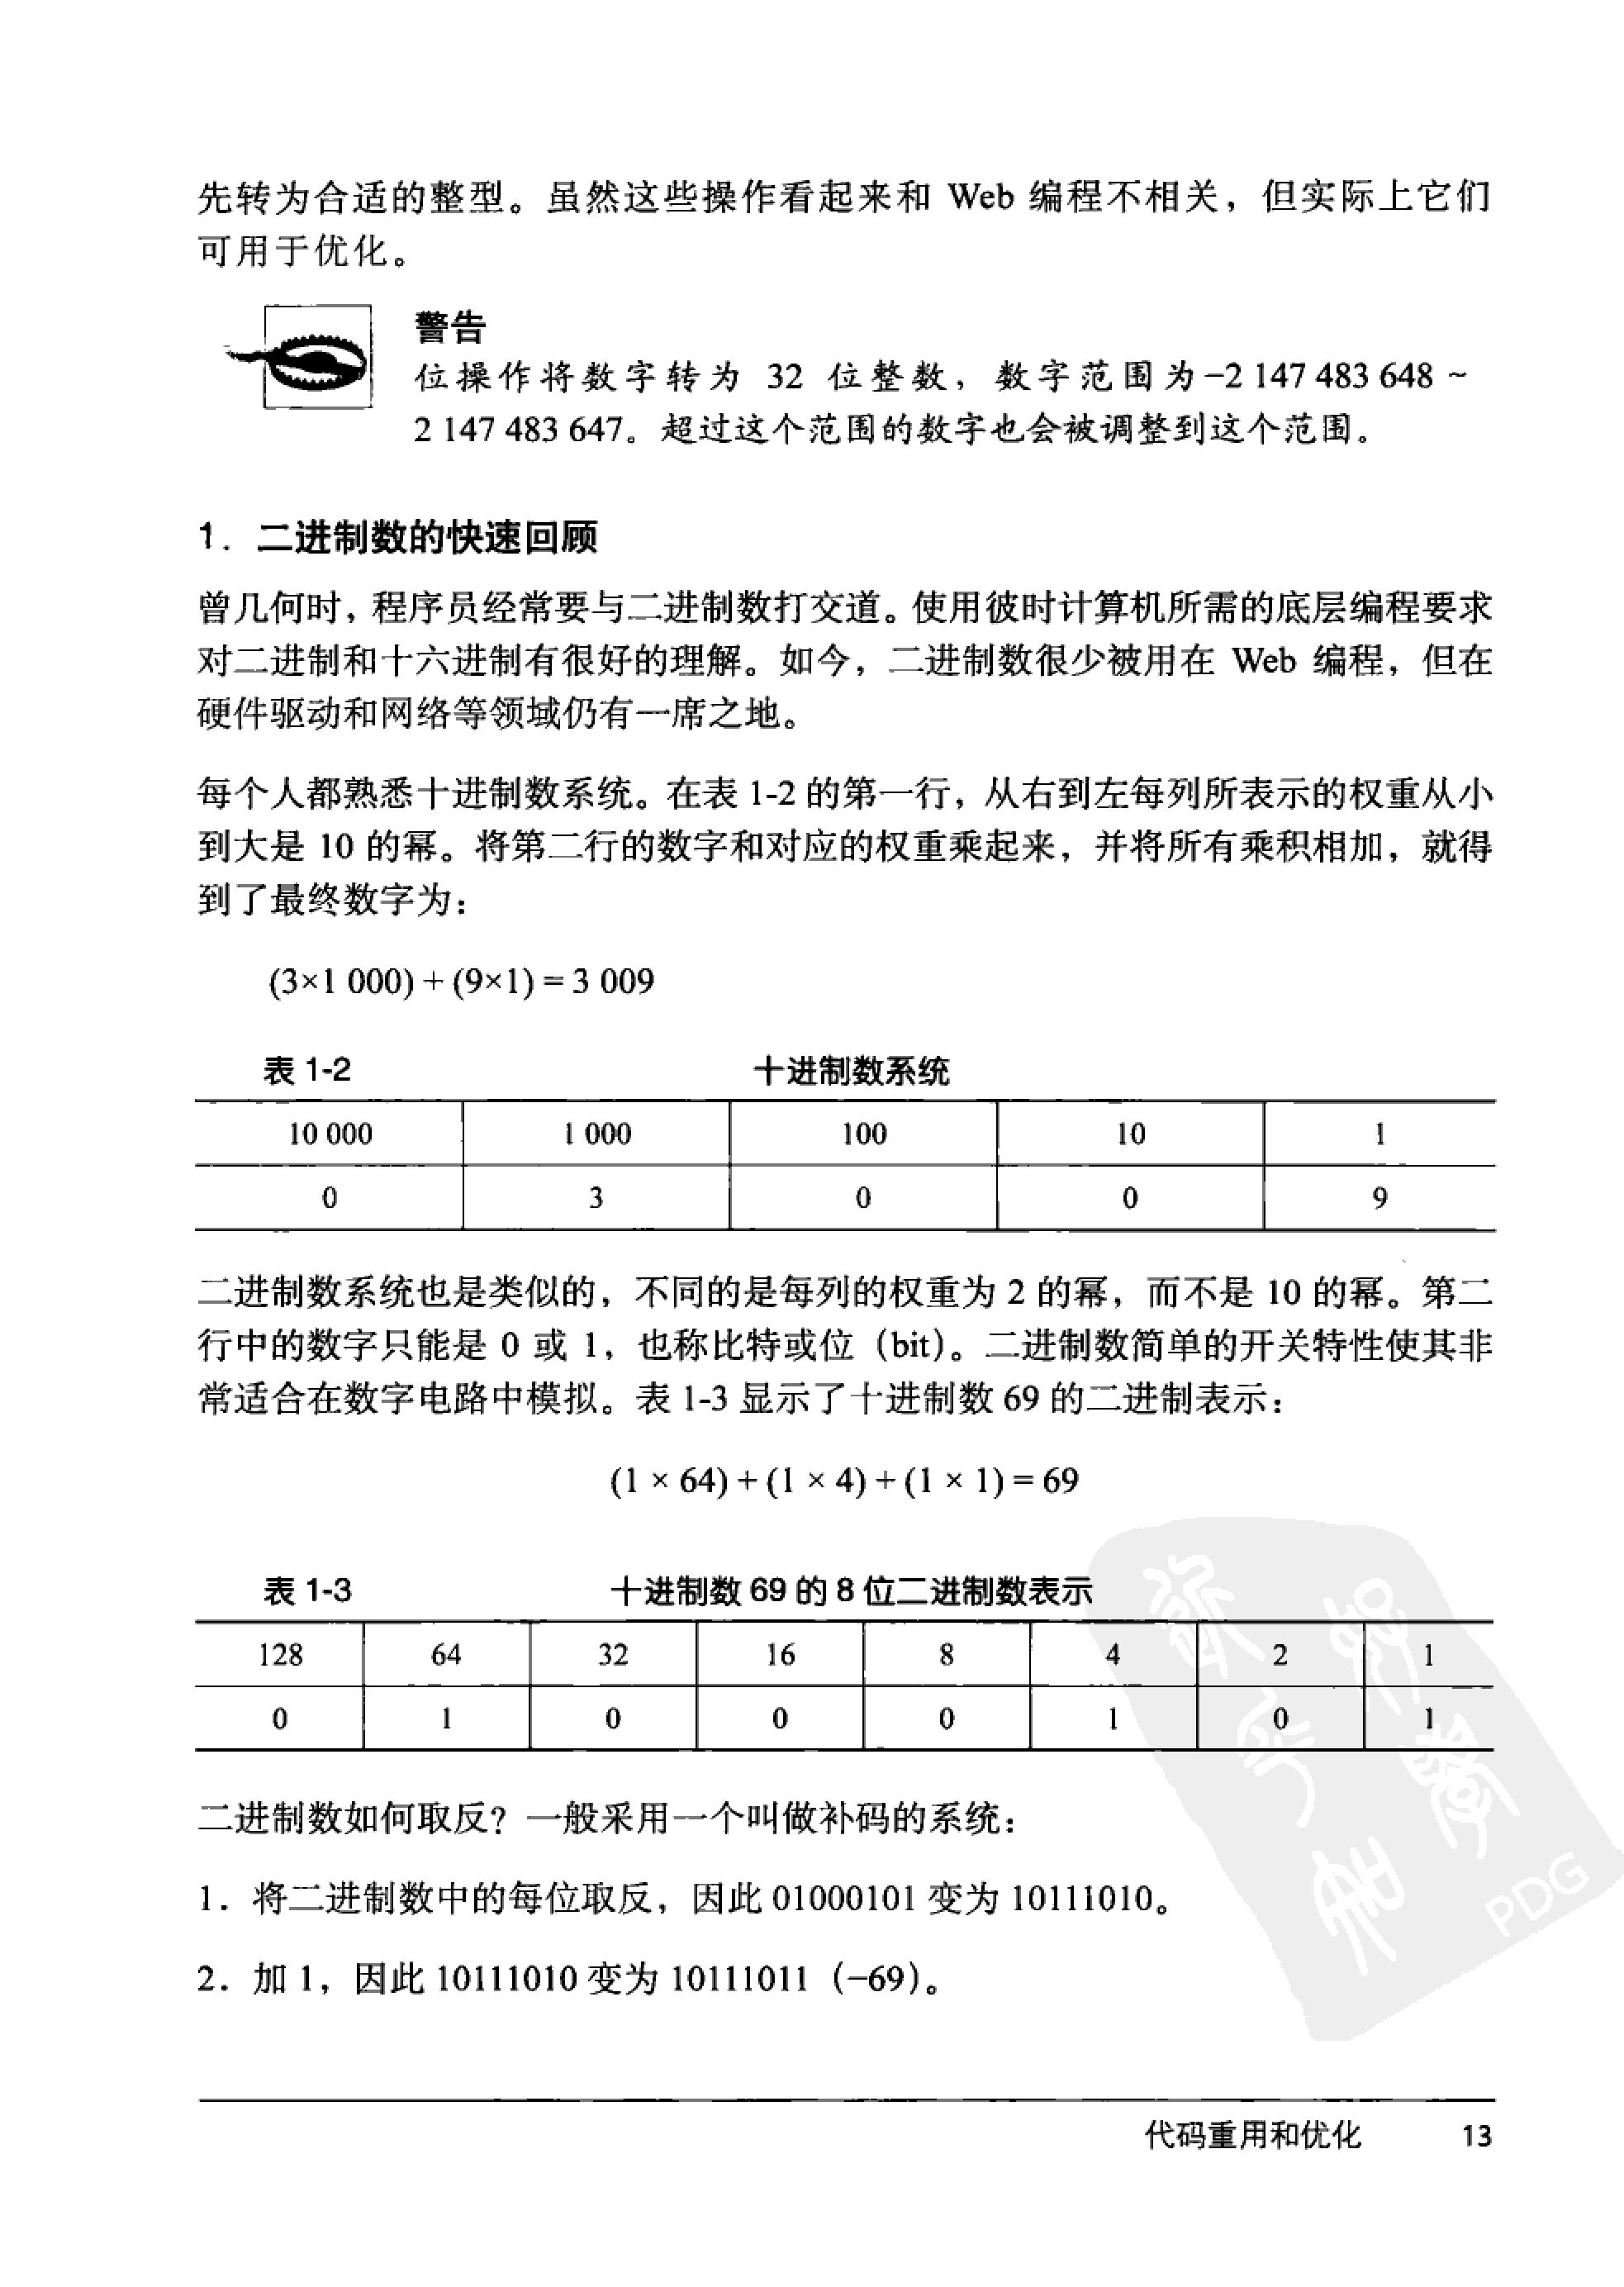 先转为合适的整型。虽然这些操作看起来和 Web 编程不相关，但实际上它们
可用于优化。
警告
位操作将数字转为 32 位整数，数字范围为−2 147 483 648 ~
2 147 483 647。超过这个范围的数字也会被调整到这个范围。
1．二进制数的快速回顾
曾几何时，程序员经常要与二进制数打交道。使用彼时计算机所需的底层编程要求
对二进制和十六进制有很好的理解。如今，二进制数很少被用在 Web 编程，但在
硬件驱动和网络等领域仍有一席之地。
每个人都熟悉十进制数系统。在表 1-2 的第一行，从右到左每列所表示的权重从小
到大是 10 的幂。将第二行的数字和对应的权重乘起来，并将所有乘积相加，就得
到了最终数字为：
(3×1 000) + (9×1) = 3 009
表 1-2 十进制数系统
10 000 1 000 100 10 1
0 3 0 0 9
二进制数系统也是类似的，不同的是每列的权重为 2 的幂，而不是 10 的幂。第二
行中的数字只能是 0 或 1，也称比特或位（bit）。二进制数简单的开关特性使其非
常适合在数字电路中模拟。表 1-3 显示了十进制数 69 的二进制表示：
(1 × 64) + (1 × 4) + (1 × 1) = 69
表 1-3 十进制数 69 的 8 位二进制数表示
128 64 32 16 8 4 2 1
0 1 0 0 0 1 0 1
二进制数如何取反？一般采用一个叫做补码的系统：
1．将二进制数中的每位取反，因此 01000101 变为 10111010。
2．加 1，因此 10111010 变为 10111011（−69）。
PDG
代码重用和优化 13